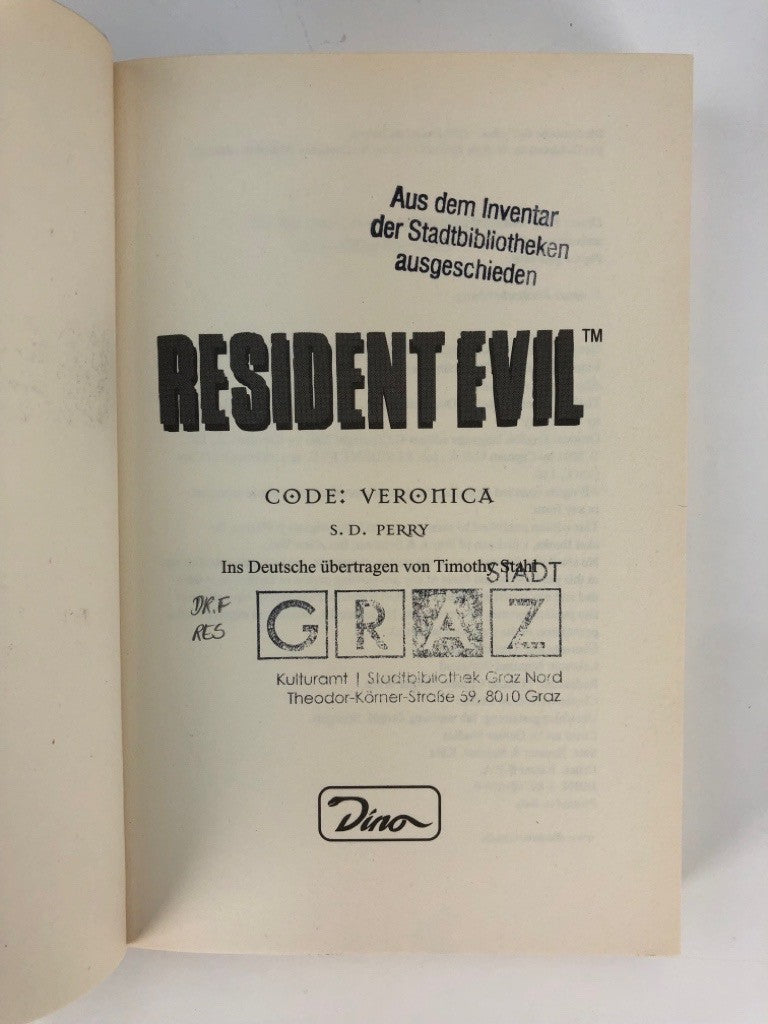 Aus dem Inventar
der Stadtbibliotheken
ausgeschieden
RESIDENT EVIL™
CODE: VERONICA
S. D. PERRY
Ins Deutsche übertragen von Timothy Stahl
STADT
DR.F
RES
GRAZ
Kulturamt | Stadtbibliothek Graz Nord
Theodor-Körner-Straße 59, 8010 Graz
Dino